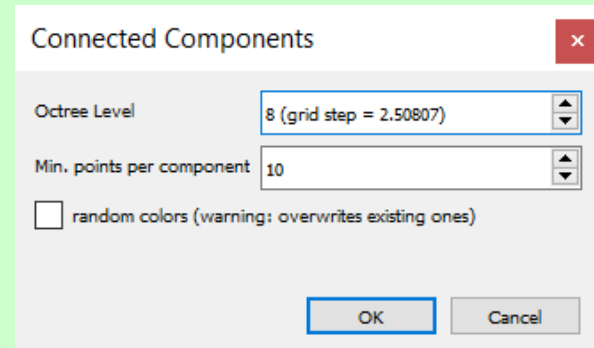 Connected Components
Octree Level
8 (grid step = 2.50807)
Min. points per component
10
random colors (warning: overwrites existing ones)
OK
Cancel